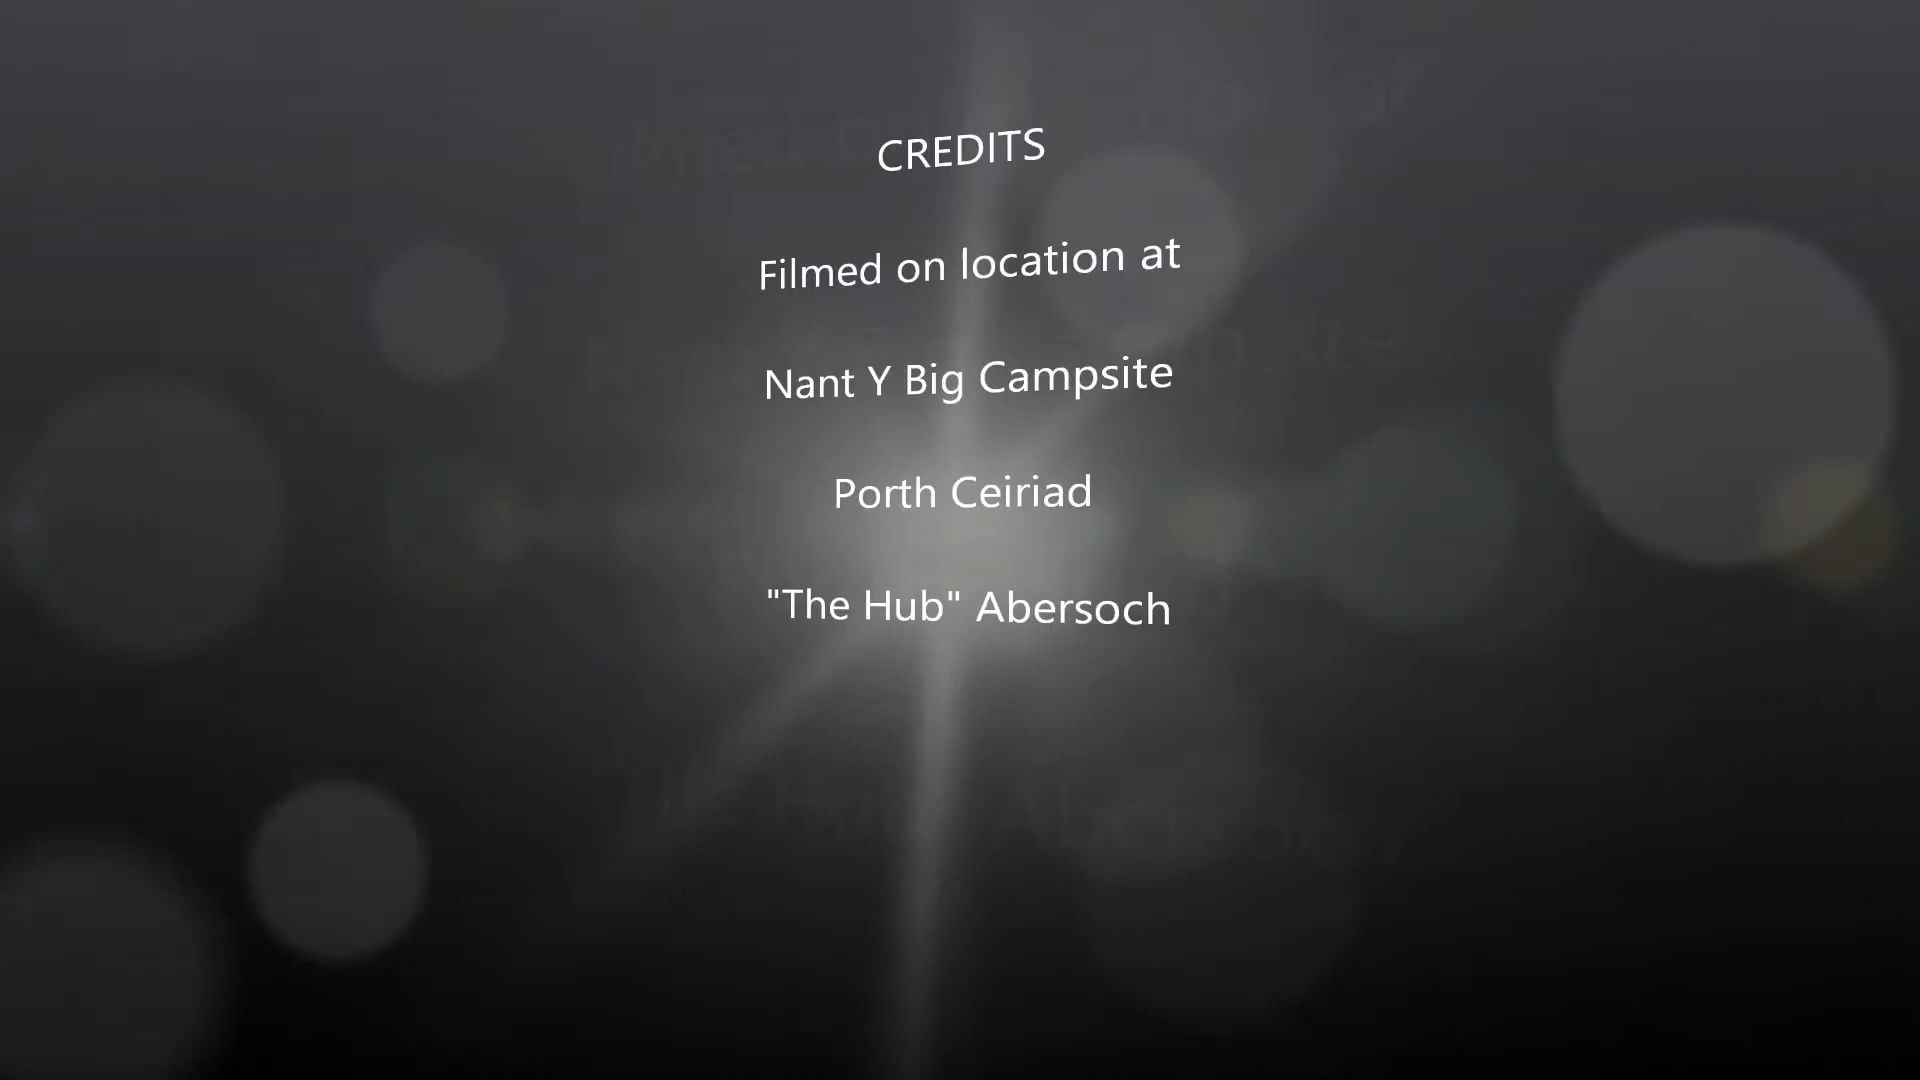 CREDITS
Filmed on location at
Nant Y Big Campsite
Porth Ceiriad
"The Hub" Abersoch